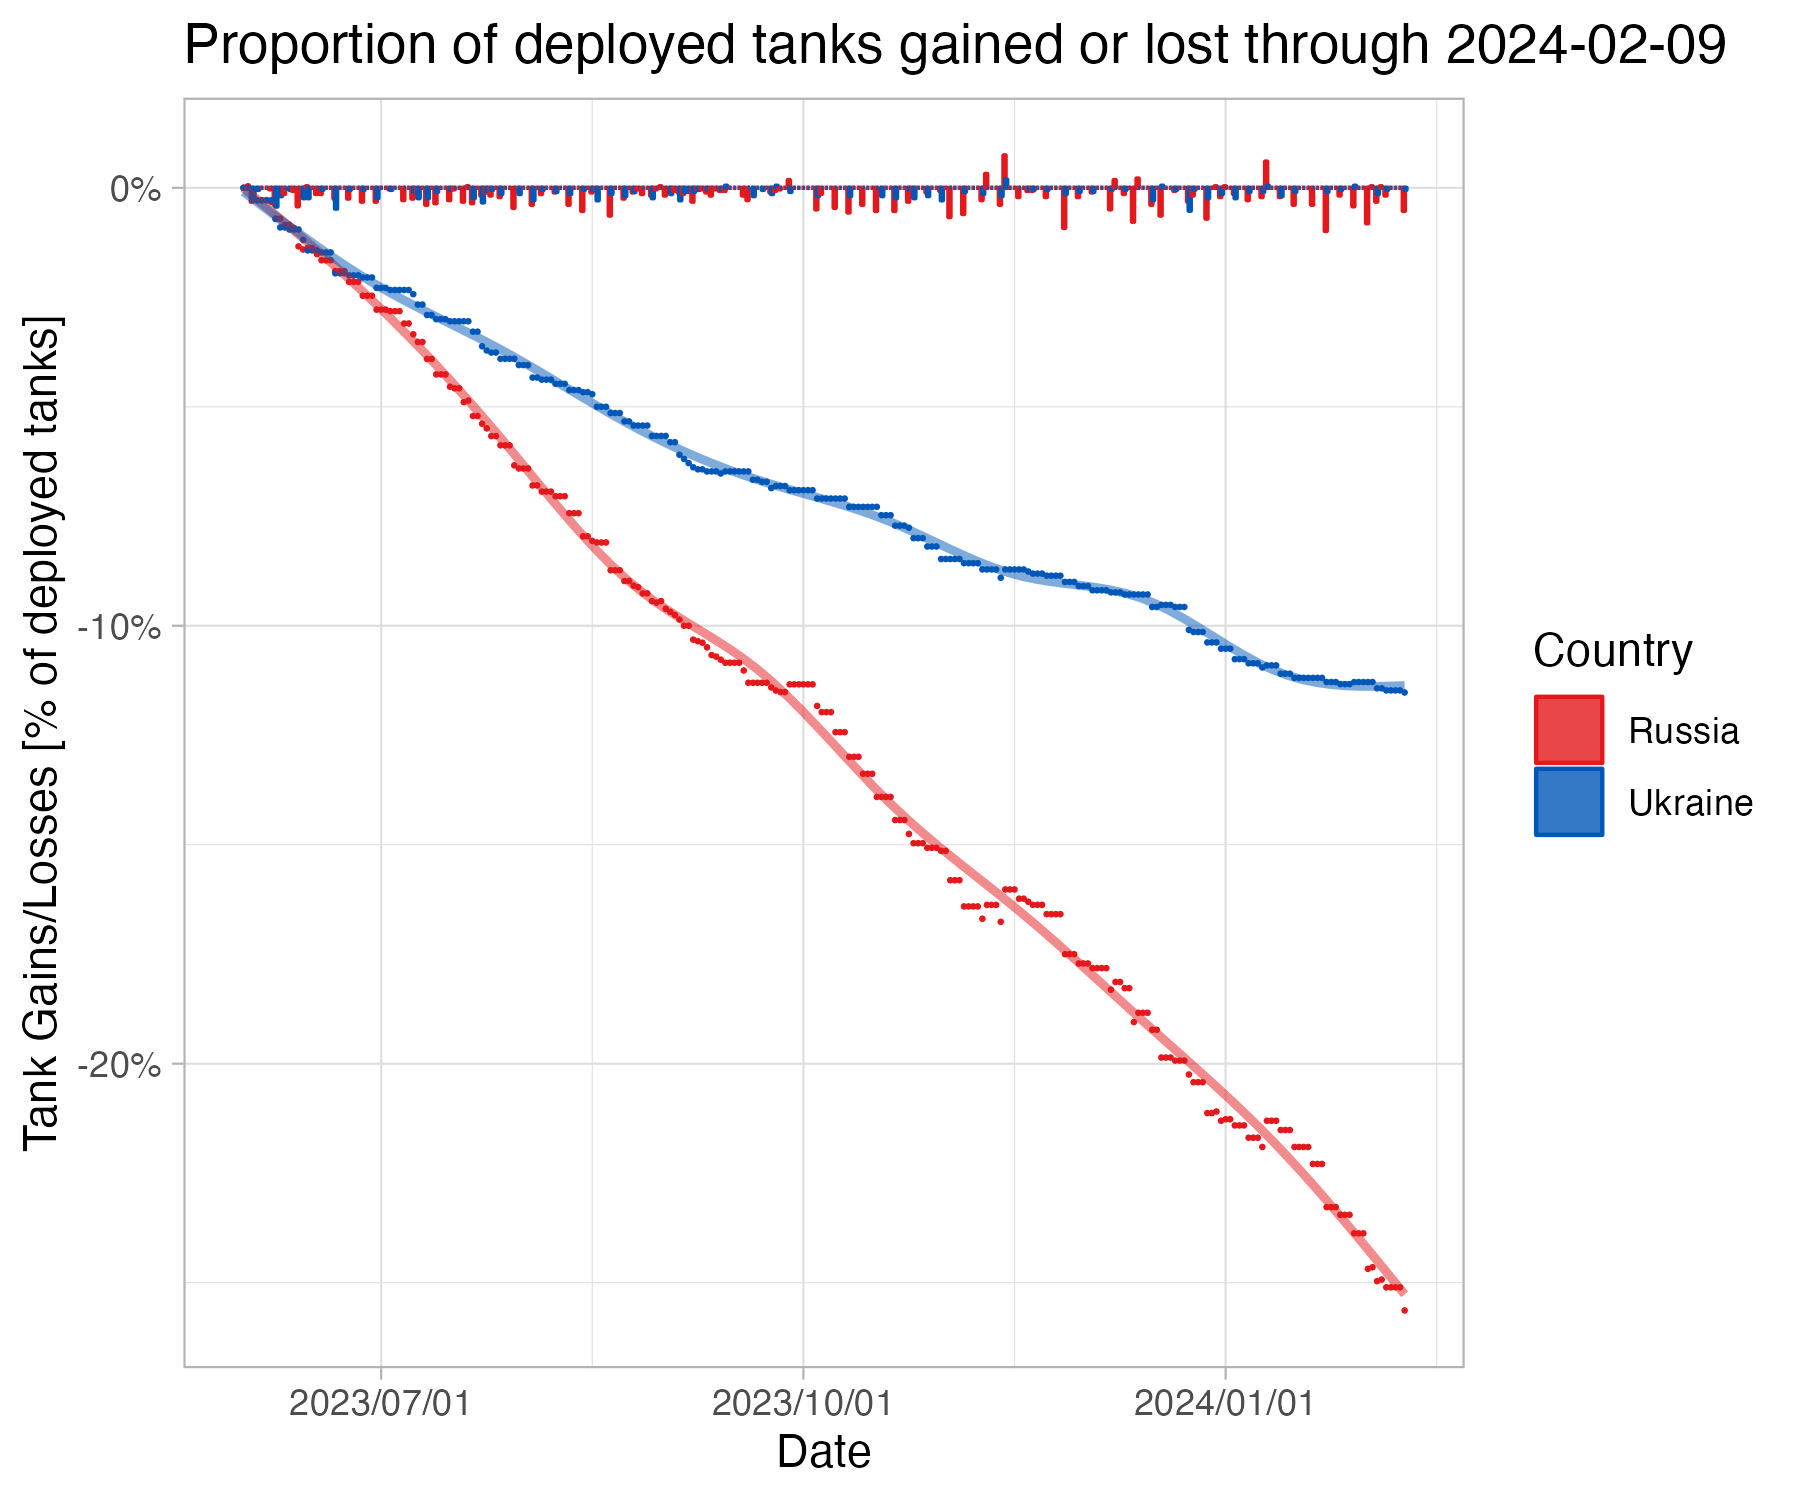 Proportion of deployed tanks gained or lost through 2024-02-09
Tank Gains/Losses [% of deployed tanks]
0%
-10%
-20%
2023/07/01
2023/10/01
2024/01/01
Date
Country
Russia
Ukraine